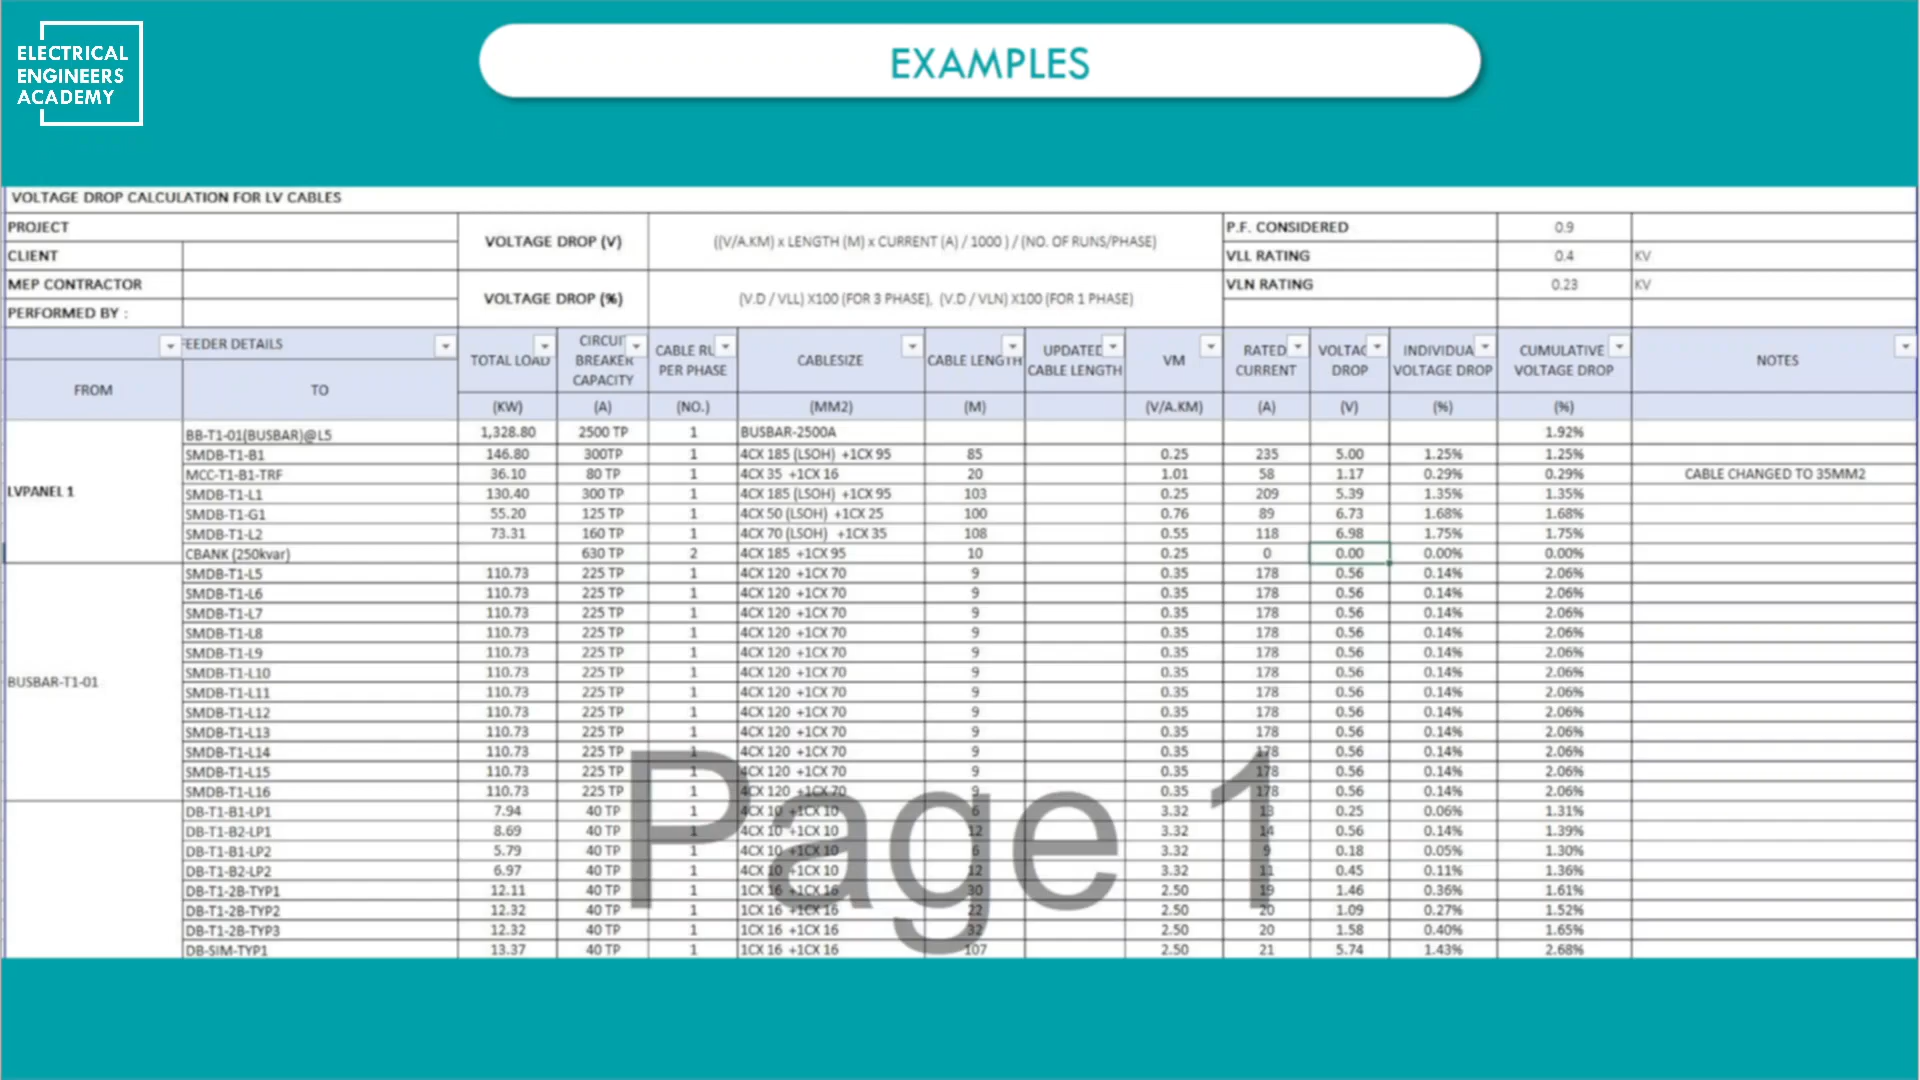 ELECTRICAL
ENGINEERS
ACADEMY
EXAMPLES
VOLTAGE DROP CALCULATION FOR LV CABLES
PROJECT
CLIENT
MEP CONTRACTOR
PERFORMED BY :
VOLTAGE DROP (V) ((V/A.KM) x LENGTH (M) x CURRENT (A) / 1000 ) / (NO. OF RUNS/PHASE)
VOLTAGE DROP (%) (V.D / VLL) X100 (FOR 3 PHASE), (V.D / VLN) X100 (FOR 1 PHASE)
P.F. CONSIDERED 0.9
VLL RATING 0.4 KV
VLN RATING 0.23 KV
FEEDER DETAILS
FROM TO
TOTAL LOAD (KW)
CIRCUIT BREAKER CAPACITY (A)
CABLE RU PER PHASE (NO.)
CABLESIZE (MM2)
CABLE LENGTH (M)
UPDATED CABLE LENGTH
VM (V/A.KM)
RATED CURRENT (A)
VOLTAG DROP (V)
INDIVIDUA VOLTAGE DROP (%)
CUMULATIVE VOLTAGE DROP (%)
NOTES
LVPANEL 1
BB-T1-01(BUSBAR)@L5 1,328.80 2500 TP 1 BUSBAR-2500A 1.92%
SMDB-T1-B1 146.80 300TP 1 4CX 185 (LSOH) +1CX 95 85 0.25 235 5.00 1.25% 1.25%
MCC-T1-B1-TRF 36.10 80 TP 1 4CX 35 +1CX 16 20 1.01 58 1.17 0.29% 0.29% CABLE CHANGED TO 35MM2
SMDB-T1-L1 130.40 300 TP 1 4CX 185 (LSOH) +1CX 95 103 0.25 209 5.39 1.35% 1.35%
SMDB-T1-G1 55.20 125 TP 1 4CX 50 (LSOH) +1CX 25 100 0.76 89 6.73 1.68% 1.68%
SMDB-T1-L2 73.31 160 TP 1 4CX 70 (LSOH) +1CX 35 108 0.55 118 6.98 1.75% 1.75%
CBANK (250kvar) 630 TP 2 4CX 185 +1CX 95 10 0.25 0 0.00 0.00% 0.00%
BUSBAR-T1-01
SMDB-T1-L5 110.73 225 TP 1 4CX 120 +1CX 70 9 0.35 178 0.56 0.14% 2.06%
SMDB-T1-L6 110.73 225 TP 1 4CX 120 +1CX 70 9 0.35 178 0.56 0.14% 2.06%
SMDB-T1-L7 110.73 225 TP 1 4CX 120 +1CX 70 9 0.35 178 0.56 0.14% 2.06%
SMDB-T1-L8 110.73 225 TP 1 4CX 120 +1CX 70 9 0.35 178 0.56 0.14% 2.06%
SMDB-T1-L9 110.73 225 TP 1 4CX 120 +1CX 70 9 0.35 178 0.56 0.14% 2.06%
SMDB-T1-L10 110.73 225 TP 1 4CX 120 +1CX 70 9 0.35 178 0.56 0.14% 2.06%
SMDB-T1-L11 110.73 225 TP 1 4CX 120 +1CX 70 9 0.35 178 0.56 0.14% 2.06%
SMDB-T1-L12 110.73 225 TP 1 4CX 120 +1CX 70 9 0.35 178 0.56 0.14% 2.06%
SMDB-T1-L13 110.73 225 TP 1 4CX 120 +1CX 70 9 0.35 178 0.56 0.14% 2.06%
SMDB-T1-L14 110.73 225 TP 1 4CX 120 +1CX 70 9 0.35 178 0.56 0.14% 2.06%
SMDB-T1-L15 110.73 225 TP 1 4CX 120 +1CX 70 9 0.35 178 0.56 0.14% 2.06%
SMDB-T1-L16 110.73 225 TP 1 4CX 120 +1CX 70 9 0.35 178 0.56 0.14% 2.06%
DB-T1-B1-LP1 7.94 40 TP 1 4CX 10 +1CX 10 6 3.32 13 0.25 0.06% 1.31%
DB-T1-B2-LP1 8.69 40 TP 1 4CX 10 +1CX 10 12 3.32 14 0.56 0.14% 1.39%
DB-T1-B1-LP2 5.79 40 TP 1 4CX 10 +1CX 10 6 3.32 9 0.18 0.05% 1.30%
DB-T1-B2-LP2 6.97 40 TP 1 4CX 10 +1CX 10 12 3.32 11 0.45 0.11% 1.36%
DB-T1-2B-TYP1 12.11 40 TP 1 1CX 16 +1CX 16 30 2.50 19 1.46 0.36% 1.61%
DB-T1-2B-TYP2 12.32 40 TP 1 1CX 16 +1CX 16 22 2.50 20 1.09 0.27% 1.52%
DB-T1-2B-TYP3 12.32 40 TP 1 1CX 16 +1CX 16 32 2.50 20 1.58 0.40% 1.65%
DB-SIM-TYP1 13.37 40 TP 1 1CX 16 +1CX 16 107 2.50 21 5.74 1.43% 2.68%
Page 1